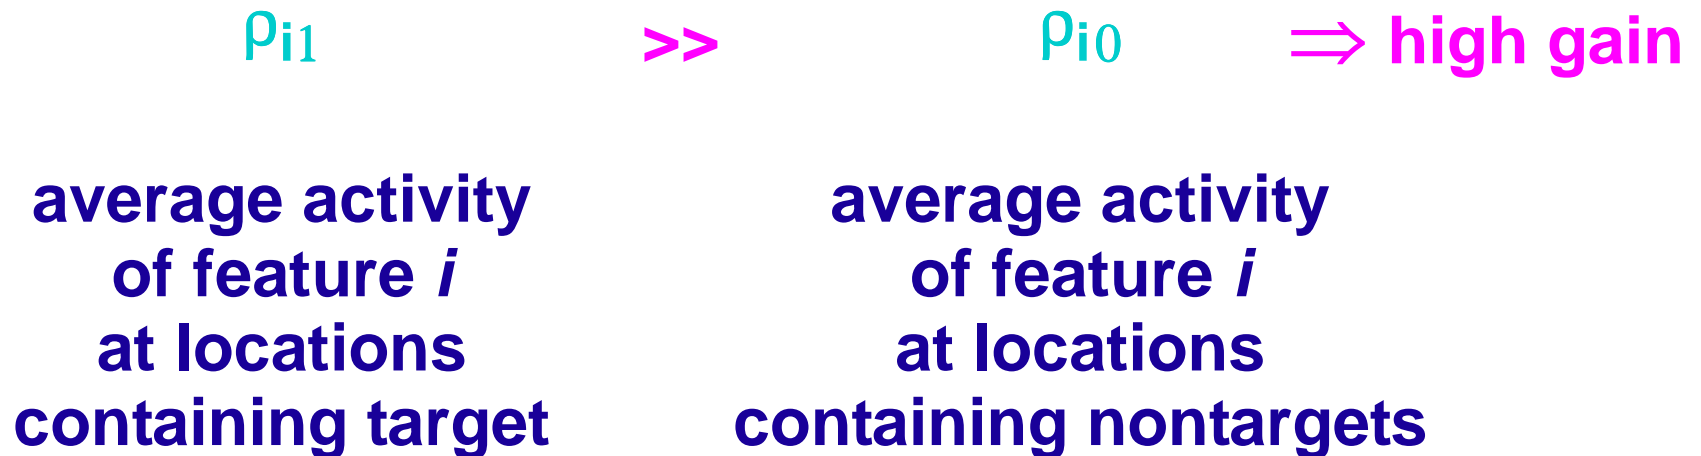 ρi1 >> ρi0 ⇒ high gain
average activity average activity
of feature i of feature i
at locations at locations
containing target containing nontargets